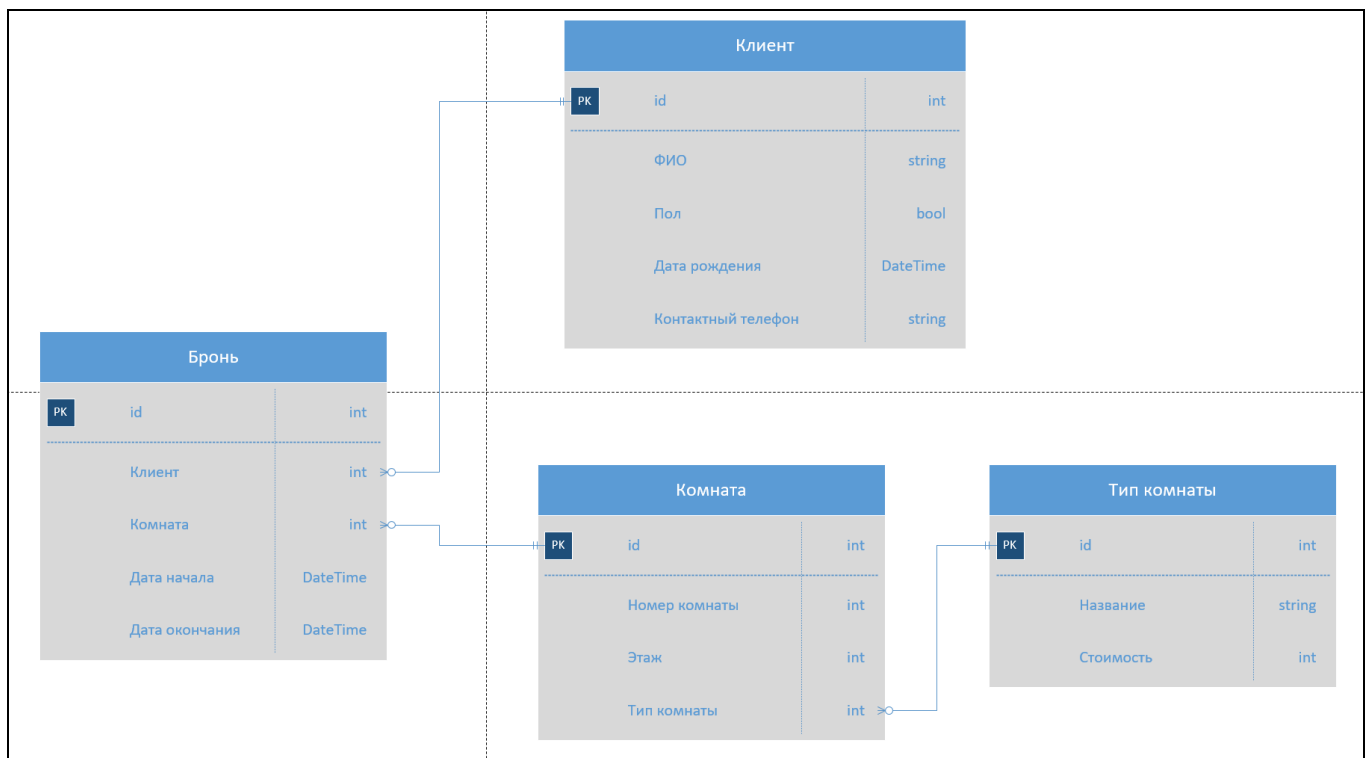 Клиент
PK id int
ФИО string
Пол bool
Дата рождения DateTime
Контактный телефон string
Бронь
PK id int
Клиент int
Комната int
Дата начала DateTime
Дата окончания DateTime
Комната
PK id int
Номер комнаты int
Этаж int
Тип комнаты int
Тип комнаты
PK id int
Название string
Стоимость int